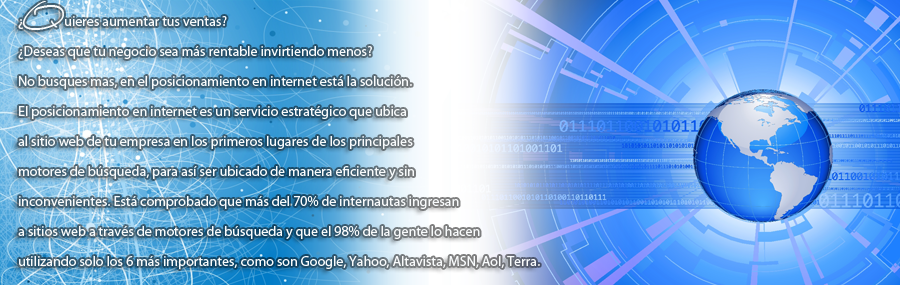 ¿Quieres aumentar tus ventas?
¿Deseas que tu negocio sea más rentable invirtiendo menos?
No busques mas, en el posicionamiento en internet está la solución.
El posicionamiento en internet es un servicio estratégico que ubica
al sitio web de tu empresa en los primeros lugares de los principales
motores de búsqueda, para así ser ubicado de manera eficiente y sin
inconvenientes. Está comprobado que más del 70% de internautas ingresan
a sitios web a través de motores de búsqueda y que el 98% de la gente lo hacen
utilizando solo los 6 más importantes, como son Google, Yahoo, Altavista, MSN, Aol, Terra.